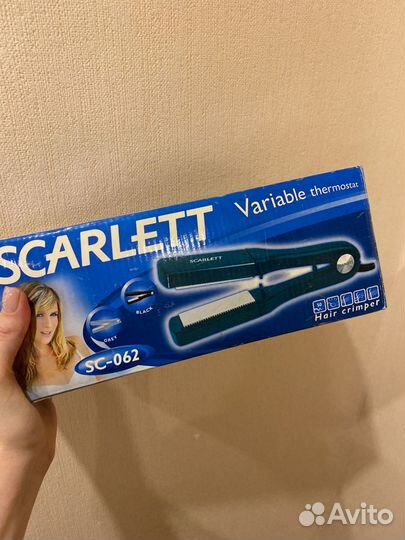 SCARLETT
Variable thermostat
SCARLETT
BLACK
GREY
SC-062
Hair crimper
Avito